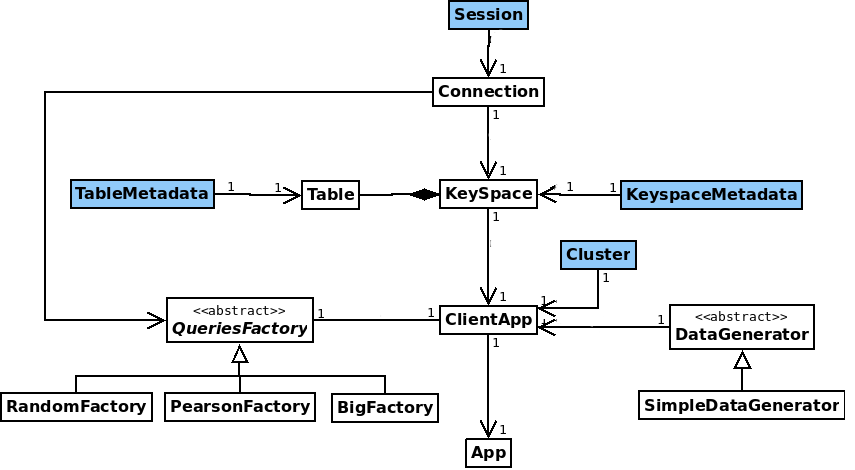 Session
1
Connection
1
1
TableMetadata
1
1
Table
KeySpace
1
1
KeyspaceMetadata
1
Cluster
1
1
1
<<abstract>>
QueriesFactory
1
1
ClientApp
1
1
<<abstract>>
DataGenerator
1
RandomFactory
PearsonFactory
BigFactory
SimpleDataGenerator
1
App